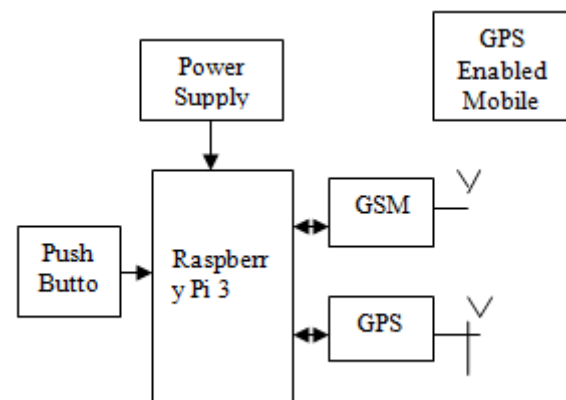 Power
Supply
GPS
Enabled
Mobile
GSM
Push
Butto
Raspberr
y Pi 3
GPS